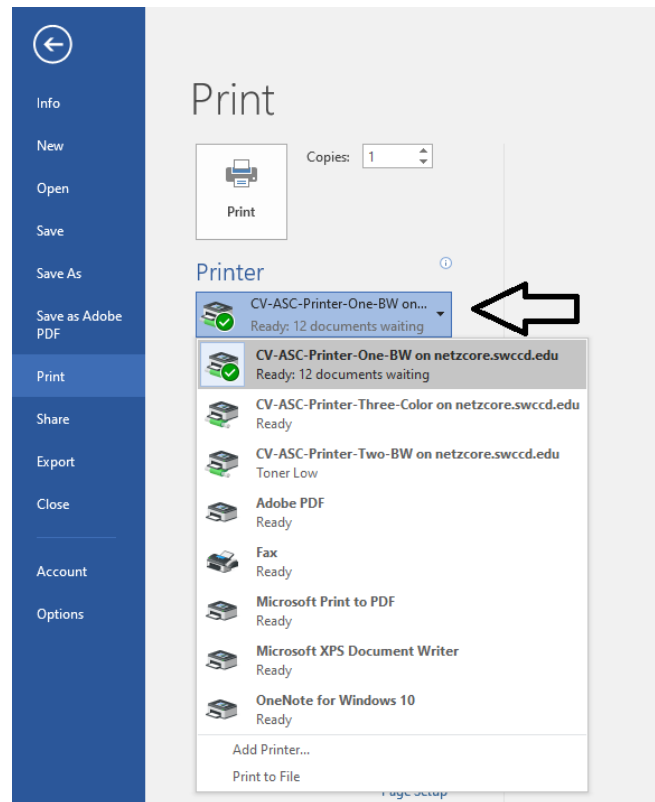 Info
New
Open
Save
Save As
Save as Adobe
PDF
Print
Share
Export
Close
Account
Options
Print
Copies: 1
Print
Printer
CV-ASC-Printer-One-BW on...
Ready: 12 documents waiting
CV-ASC-Printer-One-BW on netzcore.swccd.edu
Ready: 12 documents waiting
CV-ASC-Printer-Three-Color on netzcore.swccd.edu
Ready
CV-ASC-Printer-Two-BW on netzcore.swccd.edu
Toner Low
Adobe PDF
Ready
Fax
Ready
Microsoft Print to PDF
Ready
Microsoft XPS Document Writer
Ready
OneNote for Windows 10
Ready
Add Printer...
Print to File
Page Setup